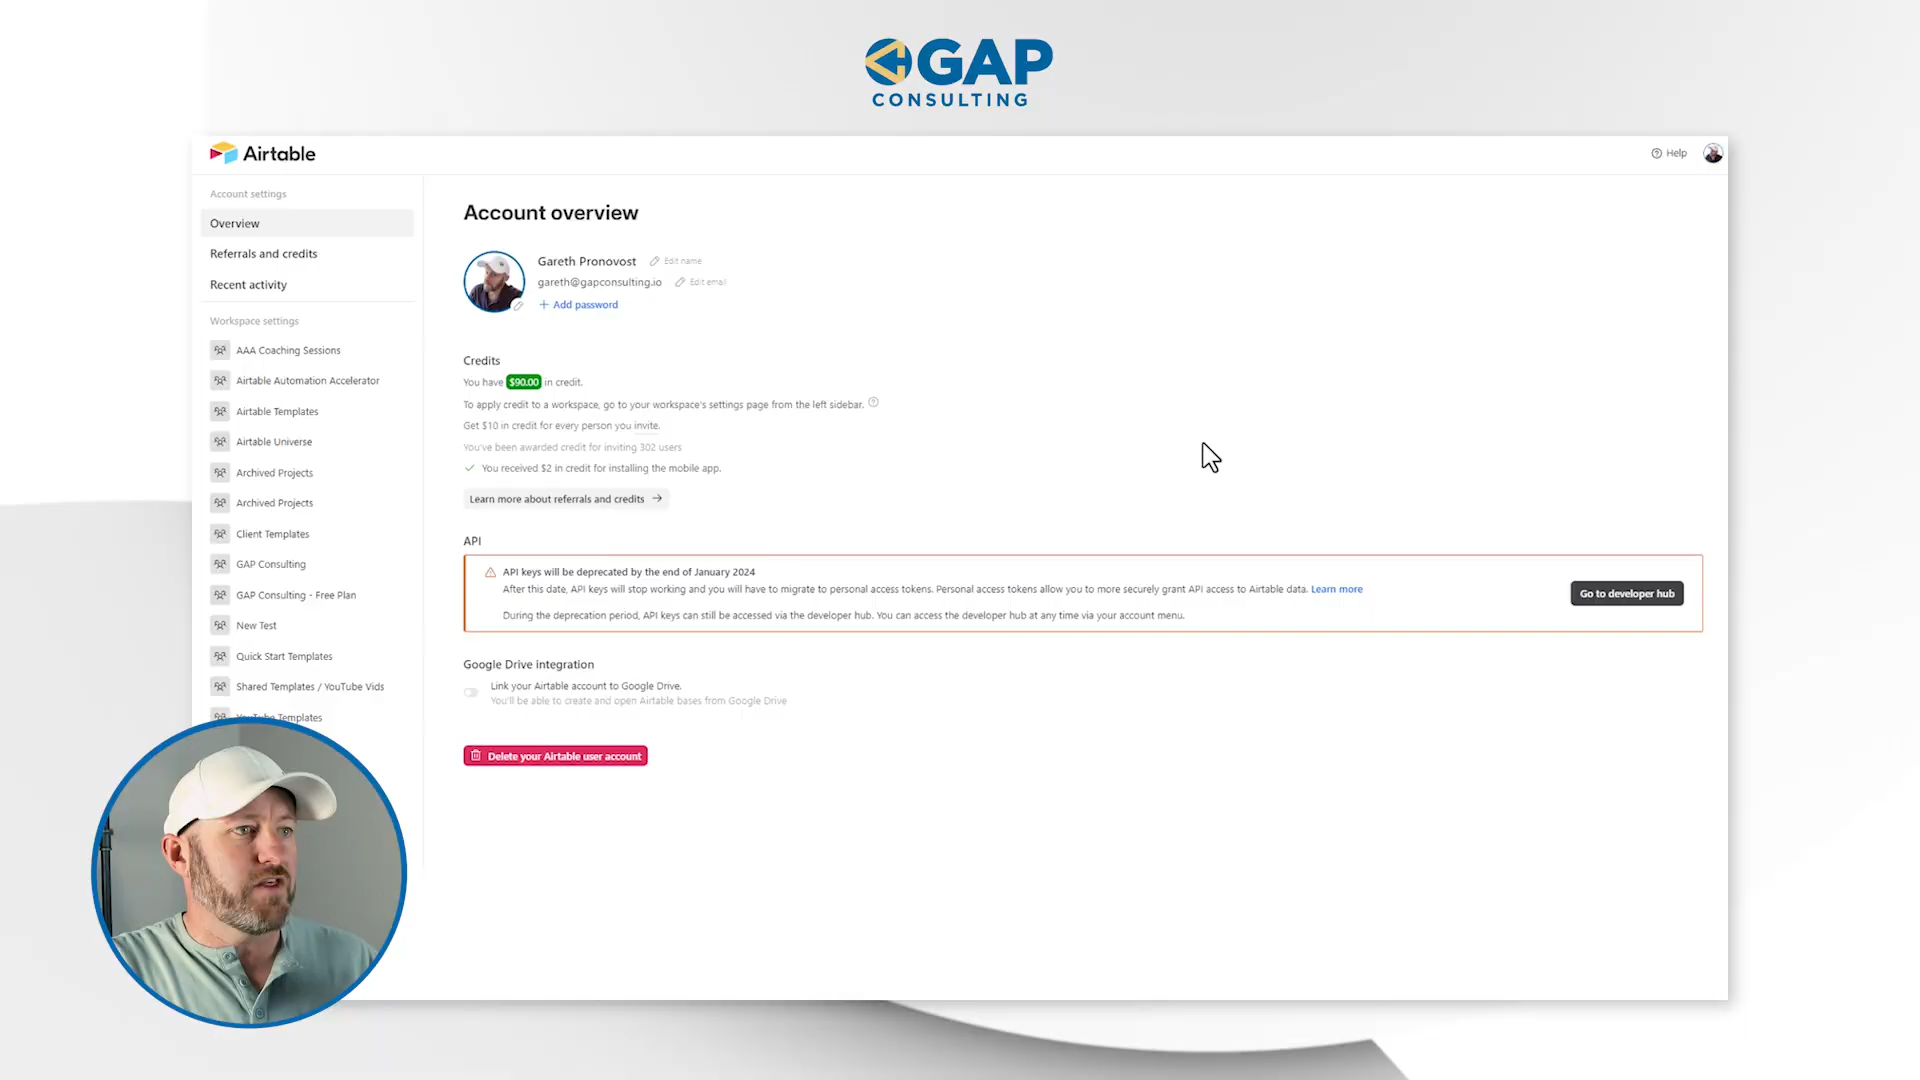 GAP
CONSULTING
Airtable
Help
Account settings
Overview
Referrals and credits
Recent activity
Workspace settings
AAA Coaching Sessions
Airtable Automation Accelerator
Airtable Templates
Airtable Universe
Archived Projects
Archived Projects
Client Templates
GAP Consulting
GAP Consulting - Free Plan
New Test
Quick Start Templates
Shared Templates / YouTube Vids
YouTube Templates
Account overview
Gareth Pronovost Edit name
gareth@gapconsulting.io Edit email
+ Add password
Credits
You have $90.00 in credit.
To apply credit to a workspace, go to your workspace's settings page from the left sidebar.
Get $10 in credit for every person you invite.
You've been awarded credit for inviting 302 users
You received $2 in credit for installing the mobile app.
Learn more about referrals and credits →
API
API keys will be deprecated by the end of January 2024
After this date, API keys will stop working and you will have to migrate to personal access tokens. Personal access tokens allow you to more securely grant API access to Airtable data. Learn more
During the deprecation period, API keys can still be accessed via the developer hub. You can access the developer hub at any time via your account menu.
Go to developer hub
Google Drive integration
Link your Airtable account to Google Drive.
You'll be able to create and open Airtable bases from Google Drive
Delete your Airtable user account